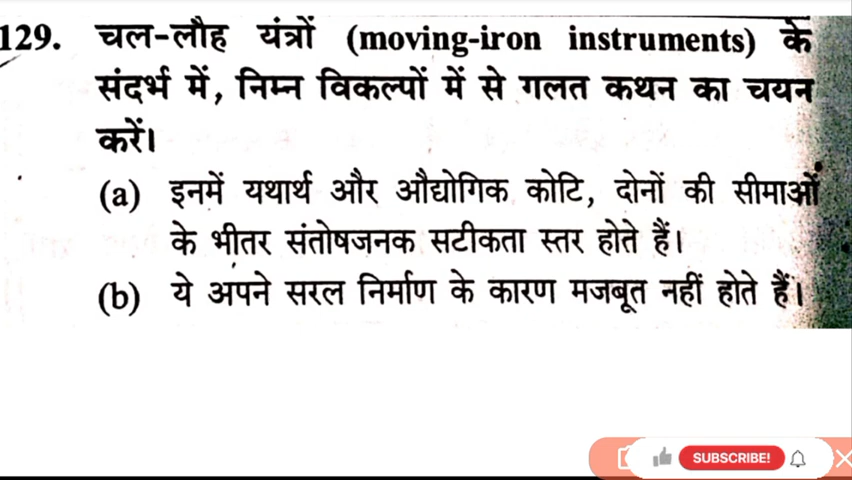 129. चल-लौह यंत्रों (moving-iron instruments) के
संदर्भ में, निम्न विकल्पों में से गलत कथन का चयन
करें।
(a) इनमें यथार्थ और औद्योगिक कोटि, दोनों की सीमाओं
के भीतर संतोषजनक सटीकता स्तर होते हैं।
(b) ये अपने सरल निर्माण के कारण मजबूत नहीं होते हैं।
SUBSCRIBE!